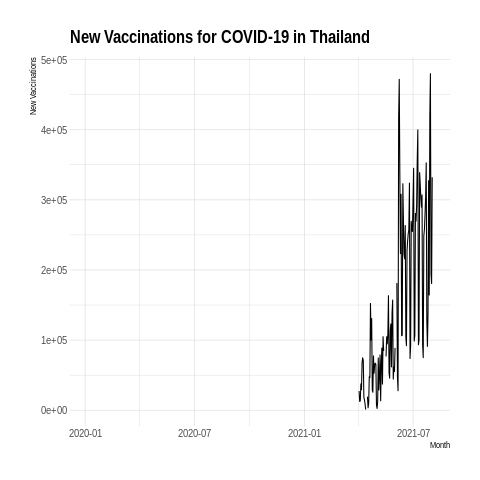 New Vaccinations for COVID-19 in Thailand
New Vaccinations
5e+05
4e+05
3e+05
2e+05
1e+05
0e+00
2020-01
2020-07
2021-01
2021-07
Month